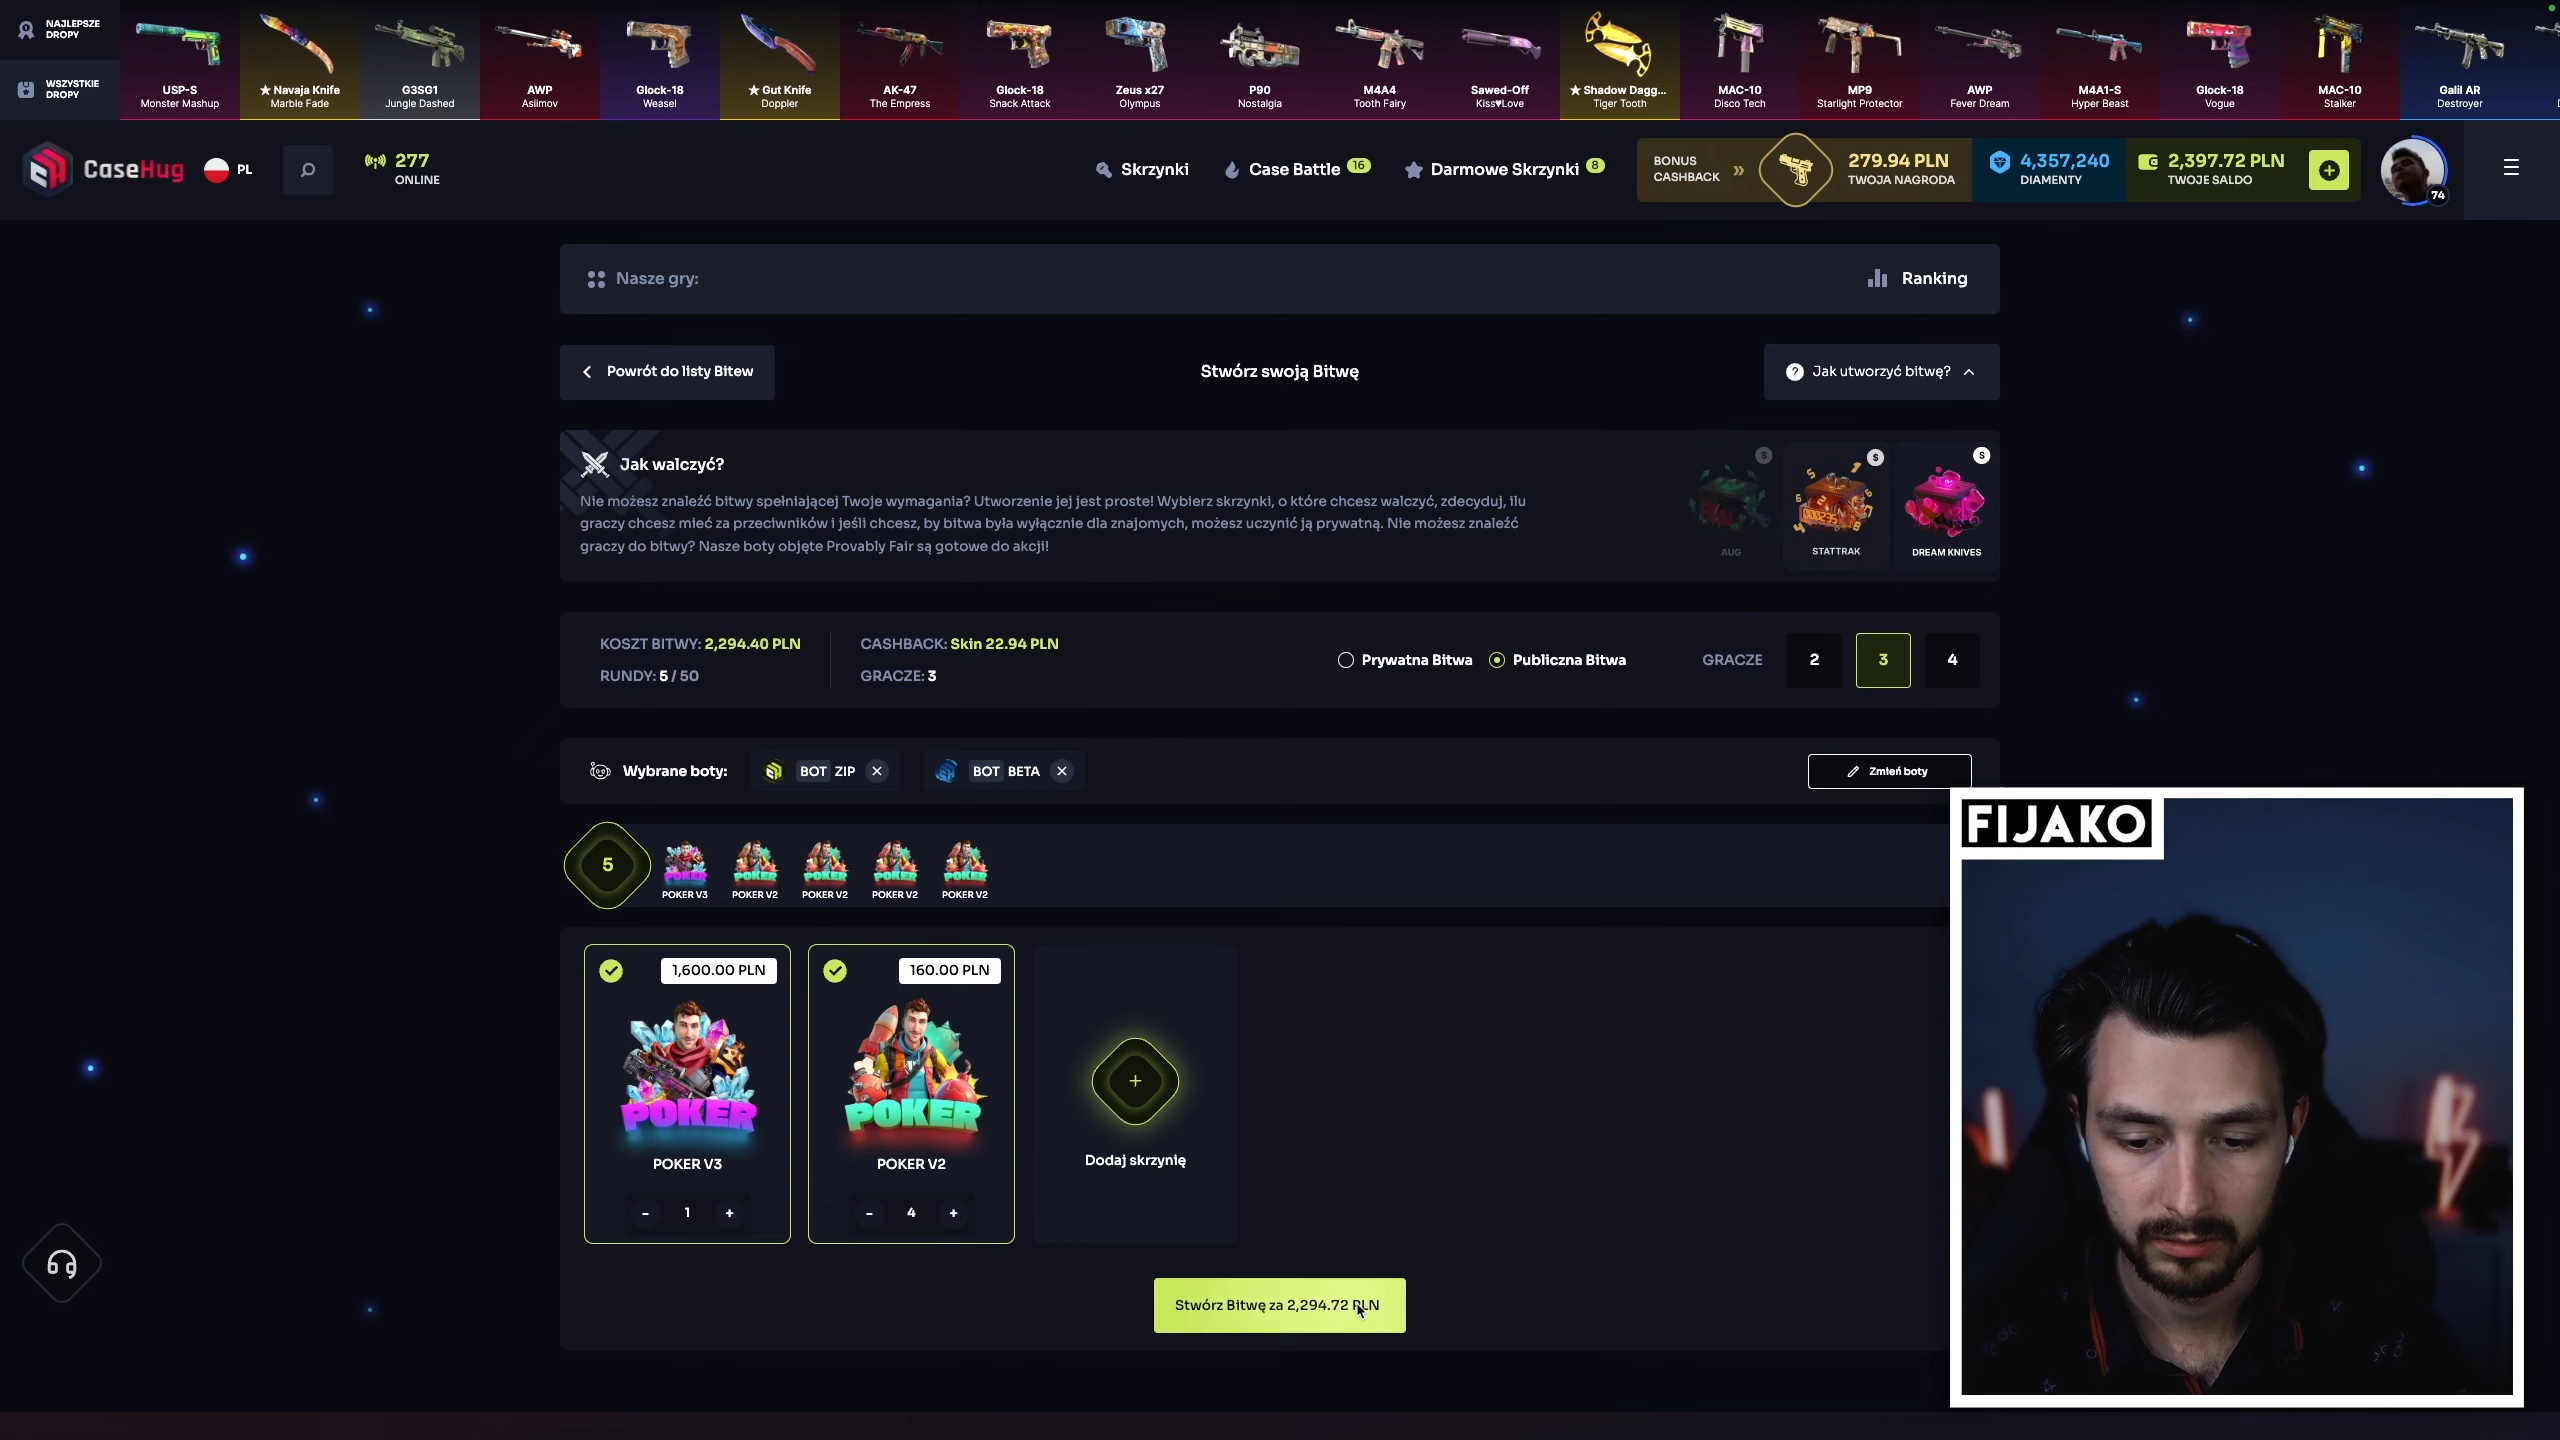 NAJLEPSZE DROPY
WSZYSTKIE DROPY
USP-S
Monster Mashup
★ Navaja Knife
Marble Fade
G3SG1
Jungle Dashed
AWP
Asiimov
Glock-18
Weasel
★ Gut Knife
Doppler
AK-47
The Empress
Glock-18
Snack Attack
Zeus x27
Olympus
P90
Nostalgia
M4A4
Tooth Fairy
Sawed-Off
Kiss♥Love
★ Shadow Dagg...
Tiger Tooth
MAC-10
Disco Tech
MP9
Starlight Protector
AWP
Fever Dream
M4A1-S
Hyper Beast
Glock-18
Vogue
MAC-10
Stalker
Galil AR
Destroyer
CaseHug
PL
277
ONLINE
Skrzynki
Case Battle 16
Darmowe Skrzynki 8
BONUS CASHBACK »
279.94 PLN
TWOJA NAGRODA
4,357,240
DIAMENTY
2,397.72 PLN
TWOJE SALDO
74
Nasze gry:
Ranking
Powrót do listy Bitew
Stwórz swoją Bitwę
Jak utworzyć bitwę?
Jak walczyć?
Nie możesz znaleźć bitwy spełniającej Twoje wymagania? Utworzenie jej jest proste! Wybierz skrzynki, o które chcesz walczyć, zdecyduj, ilu
graczy chcesz mieć za przeciwników i jeśli chcesz, by bitwa była wyłącznie dla znajomych, możesz uczynić ją prywatną. Nie możesz znaleźć
graczy do bitwy? Nasze boty objęte Provably Fair są gotowe do akcji!
AUG
STATTRAK
DREAM KNIVES
KOSZT BITWY: 2,294.40 PLN
RUNDY: 5 / 50
CASHBACK: Skin 22.94 PLN
GRACZE: 3
Prywatna Bitwa
Publiczna Bitwa
GRACZE
2
3
4
Wybrane boty:
BOT ZIP
BOT BETA
Zmień boty
5
POKER V3
POKER V2
POKER V2
POKER V2
POKER V2
1,600.00 PLN
POKER
POKER V3
- 1 +
160.00 PLN
POKER
POKER V2
- 4 +
+
Dodaj skrzynię
Stwórz Bitwę za 2,294.72 PLN
FIJAKO